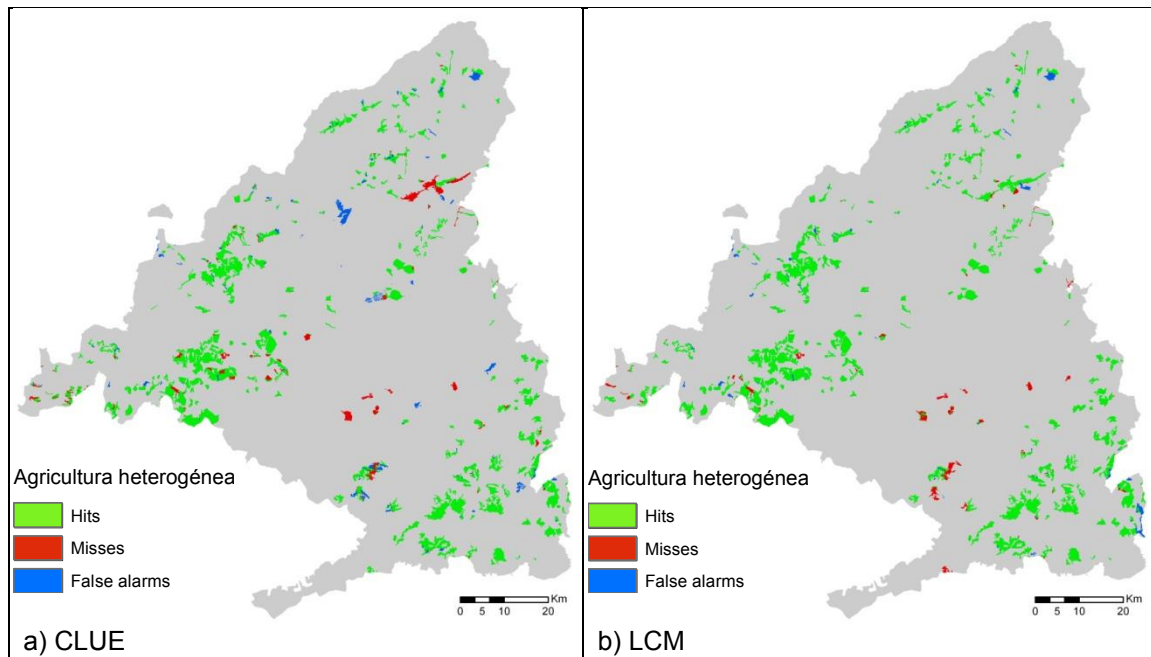 Agricultura heterogénea
Hits
Misses
False alarms
Km
0 5 10 20
a) CLUE
Agricultura heterogénea
Hits
Misses
False alarms
Km
0 5 10 20
b) LCM